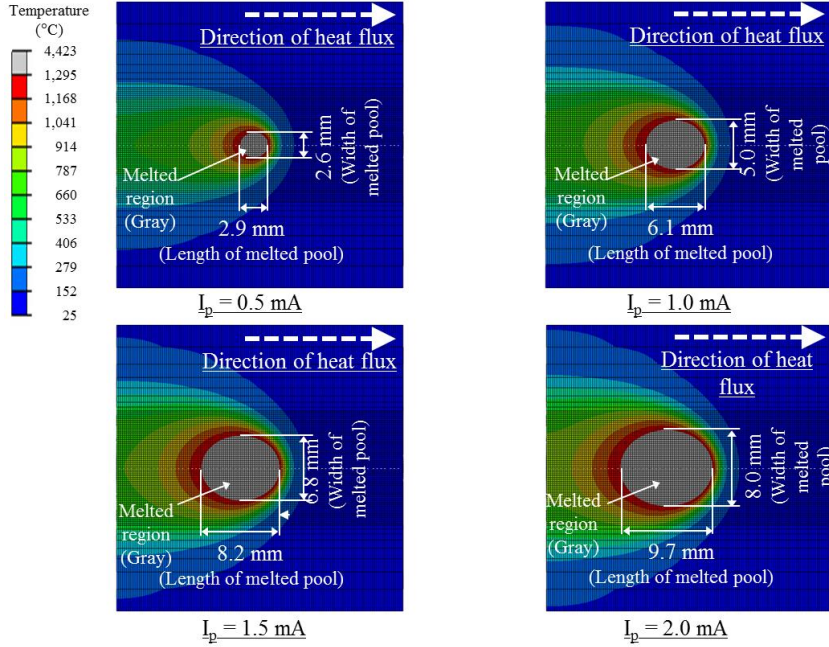 Temperature
(°C)
4,423
1,295
1,168
1,041
914
787
660
533
406
279
152
25
Direction of heat flux
2.6 mm
(Width of
melted pool)
Melted
region
(Gray)
2.9 mm
(Length of melted pool)
I_p = 0.5 mA
Direction of heat flux
5.0 mm
(Width of
melted
pool)
Melted
region
(Gray)
6.1 mm
(Length of melted pool)
I_p = 1.0 mA
Direction of heat flux
6.8 mm
(Width of
melted pool)
Melted
region
(Gray)
8.2 mm
(Length of melted pool)
I_p = 1.5 mA
Direction of heat
flux
8.0 mm
(Width of
melted
pool)
Melted
region
(Gray)
9.7 mm
(Length of melted pool)
I_p = 2.0 mA